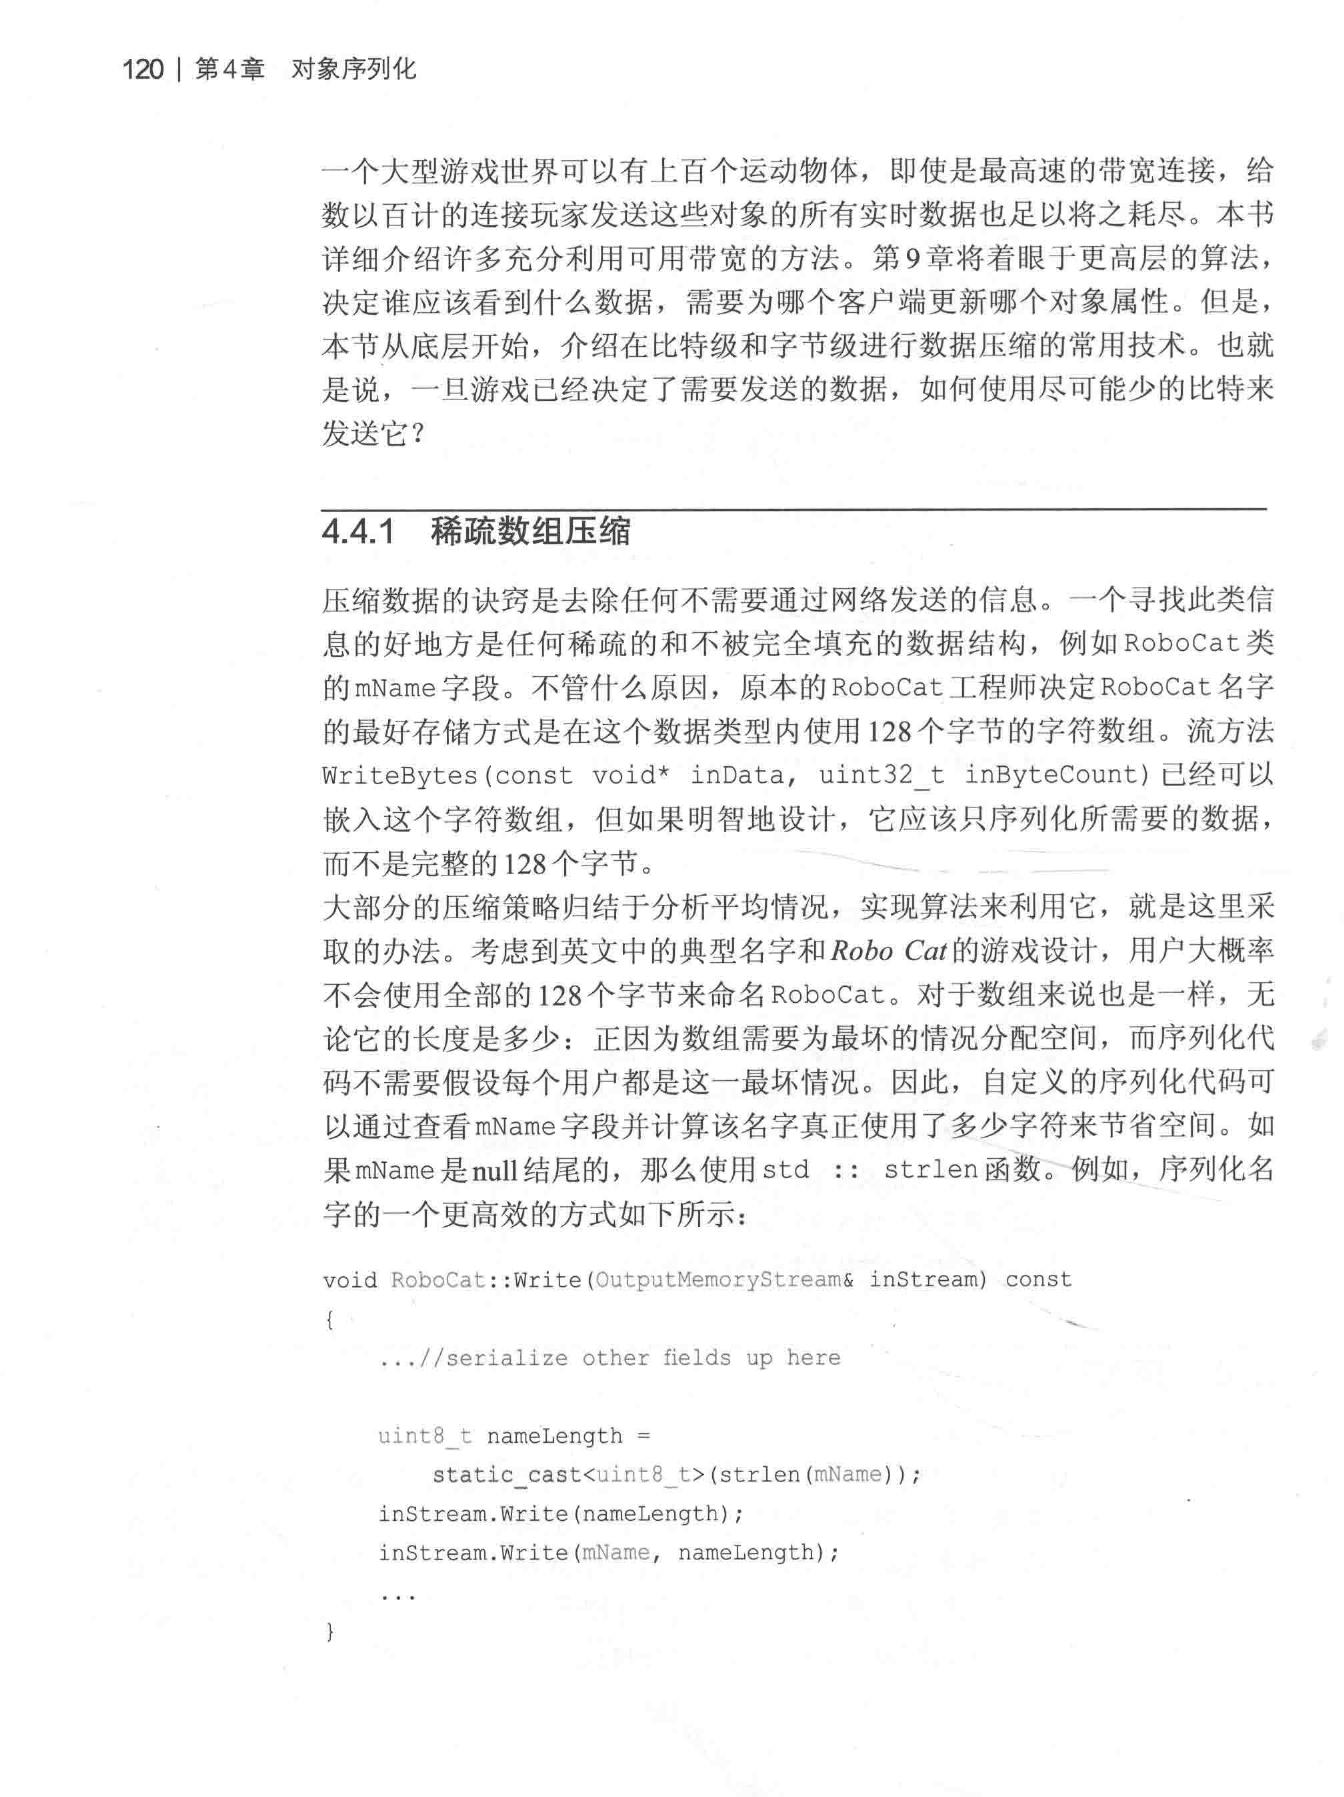 120 | 第4章 对象序列化
一个大型游戏世界可以有上百个运动物体，即使是最高速的带宽连接，给
数以百计的连接玩家发送这些对象的所有实时数据也足以将之耗尽。本书
详细介绍许多充分利用可用带宽的方法。第9章将着眼于更高层的算法，
决定谁应该看到什么数据，需要为哪个客户端更新哪个对象属性。但是，
本节从底层开始，介绍在比特级和字节级进行数据压缩的常用技术。也就
是说，一旦游戏已经决定了需要发送的数据，如何使用尽可能少的比特来
发送它？
4.4.1 稀疏数组压缩
压缩数据的诀窍是去除任何不需要通过网络发送的信息。一个寻找此类信
息的好地方是任何稀疏的和不被完全填充的数据结构，例如RoboCat类
的mName字段。不管什么原因，原本的RoboCat工程师决定RoboCat名字
的最好存储方式是在这个数据类型内使用128个字节的字符数组。流方法
WriteBytes(const void* inData, uint32_t inByteCount)已经可以
嵌入这个字符数组，但如果明智地设计，它应该只序列化所需要的数据，
而不是完整的128个字节。
大部分的压缩策略归结于分析平均情况，实现算法来利用它，就是这里采
取的办法。考虑到英文中的典型名字和Robo Cat的游戏设计，用户大概率
不会使用全部的128个字节来命名RoboCat。对于数组来说也是一样，无
论它的长度是多少：正因为数组需要为最坏的情况分配空间，而序列化代
码不需要假设每个用户都是这一最坏情况。因此，自定义的序列化代码可
以通过查看mName字段并计算该名字真正使用了多少字符来节省空间。如
果mName是null结尾的，那么使用std :: strlen函数。例如，序列化名
字的一个更高效的方式如下所示：
void RoboCat::Write(OutputMemoryStream& inStream) const
{
...//serialize other fields up here
uint8_t nameLength =
static_cast<uint8_t>(strlen(mName));
inStream.Write(nameLength);
inStream.Write(mName, nameLength);
...
}